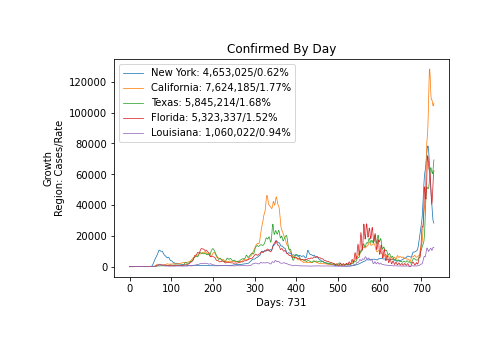 Confirmed By Day
New York: 4,653,025/0.62%
California: 7,624,185/1.77%
Texas: 5,845,214/1.68%
Florida: 5,323,337/1.52%
Louisiana: 1,060,022/0.94%
Growth
Region: Cases/Rate
120000
100000
80000
60000
40000
20000
0
0 100 200 300 400 500 600 700
Days: 731